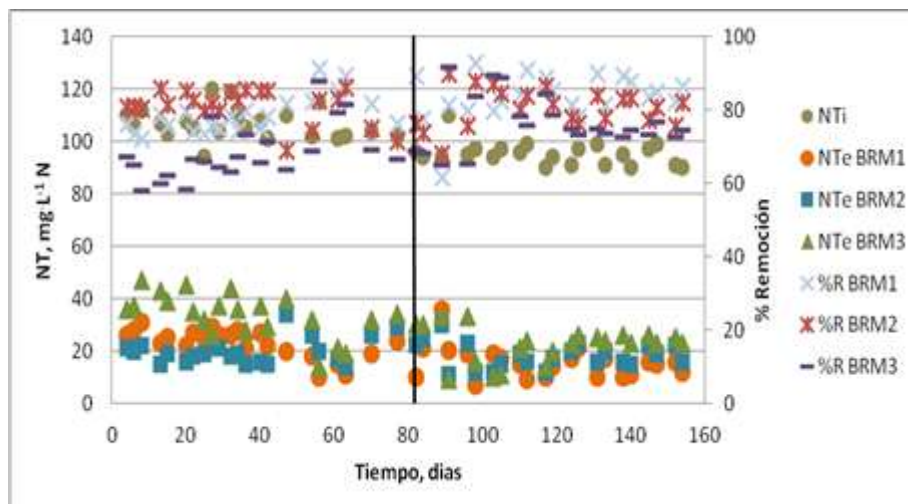 140
120
100
80
60
40
20
0
NT, mg·L⁻¹ N
100
80
60
40
20
0
% Remoción
0 20 40 60 80 100 120 140 160
Tiempo, dias
NTi
NTe BRM1
NTe BRM2
NTe BRM3
%R BRM1
%R BRM2
%R BRM3